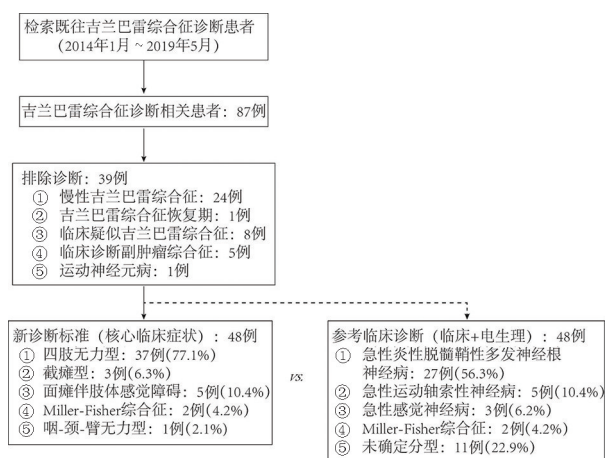 检索既往吉兰巴雷综合征诊断患者
（2014年1月～2019年5月）
吉兰巴雷综合征诊断相关患者：87例
排除诊断：39例
① 慢性吉兰巴雷综合征：24例
② 吉兰巴雷综合征恢复期：1例
③ 临床疑似吉兰巴雷综合征：8例
④ 临床诊断副肿瘤综合征：5例
⑤ 运动神经元病：1例
新诊断标准（核心临床症状）：48例
① 四肢无力型：37例(77.1%)
② 截瘫型：3例(6.3%)
③ 面瘫伴肢体感觉障碍：5例(10.4%)
④ Miller-Fisher综合征：2例(4.2%)
⑤ 咽-颈-臂无力型：1例(2.1%)
vs.
参考临床诊断（临床+电生理）：48例
① 急性炎性脱髓鞘性多发神经根
神经病：27例(56.3%)
② 急性运动轴索性神经病：5例(10.4%)
③ 急性感觉神经病：3例(6.2%)
④ Miller-Fisher综合征：2例(4.2%)
⑤ 未确定分型：11例(22.9%)